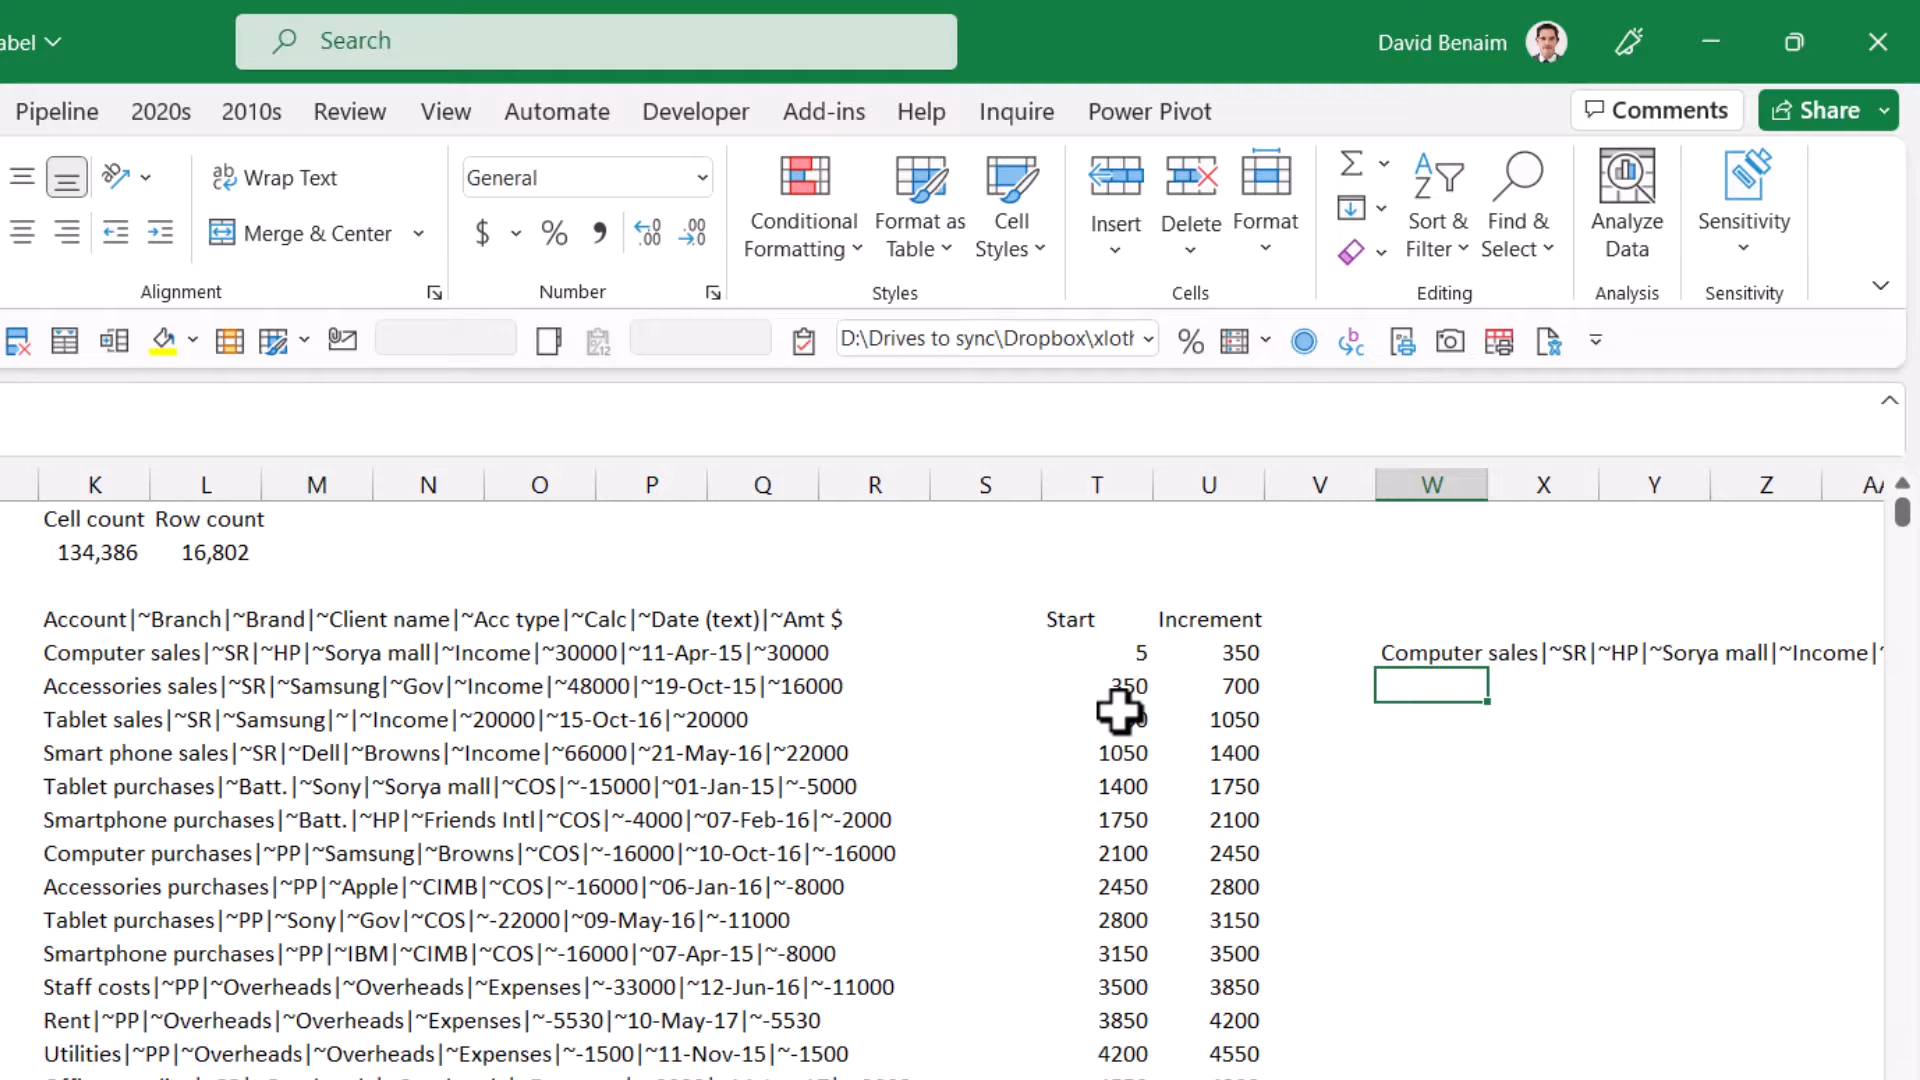 abel
Search
David Benaim
Pipeline 2020s 2010s Review View Automate Developer Add-ins Help Inquire Power Pivot
Comments
Share
Wrap Text
Merge & Center
Alignment
General
$ % , .00 .00
Number
Conditional Formatting
Format as Table
Cell Styles
Styles
Insert
Delete
Format
Cells
Sort & Filter
Find & Select
Editing
Analyze Data
Analysis
Sensitivity
Sensitivity
D:\Drives to sync\Dropbox\xloth
K L M N O P Q R S T U V W X Y Z
Cell count Row count
134,386 16,802
Account|~Branch|~Brand|~Client name|~Acc type|~Calc|~Date (text)|~Amt $ Start Increment
Computer sales|~SR|~HP|~Sorya mall|~Income|~30000|~11-Apr-15|~30000 5 350 Computer sales|~SR|~HP|~Sorya mall|~Income|~
Accessories sales|~SR|~Samsung|~Gov|~Income|~48000|~19-Oct-15|~16000 350 700
Tablet sales|~SR|~Samsung|~|~Income|~20000|~15-Oct-16|~20000 1050
Smart phone sales|~SR|~Dell|~Browns|~Income|~66000|~21-May-16|~22000 1050 1400
Tablet purchases|~Batt.|~Sony|~Sorya mall|~COS|~-15000|~01-Jan-15|~-5000 1400 1750
Smartphone purchases|~Batt.|~HP|~Friends Intl|~COS|~-4000|~07-Feb-16|~-2000 1750 2100
Computer purchases|~PP|~Samsung|~Browns|~COS|~-16000|~10-Oct-16|~-16000 2100 2450
Accessories purchases|~PP|~Apple|~CIMB|~COS|~-16000|~06-Jan-16|~-8000 2450 2800
Tablet purchases|~PP|~Sony|~Gov|~COS|~-22000|~09-May-16|~-11000 2800 3150
Smartphone purchases|~PP|~IBM|~CIMB|~COS|~-16000|~07-Apr-15|~-8000 3150 3500
Staff costs|~PP|~Overheads|~Overheads|~Expenses|~-33000|~12-Jun-16|~-11000 3500 3850
Rent|~PP|~Overheads|~Overheads|~Expenses|~-5530|~10-May-17|~-5530 3850 4200
Utilities|~PP|~Overheads|~Overheads|~Expenses|~-1500|~11-Nov-15|~-1500 4200 4550